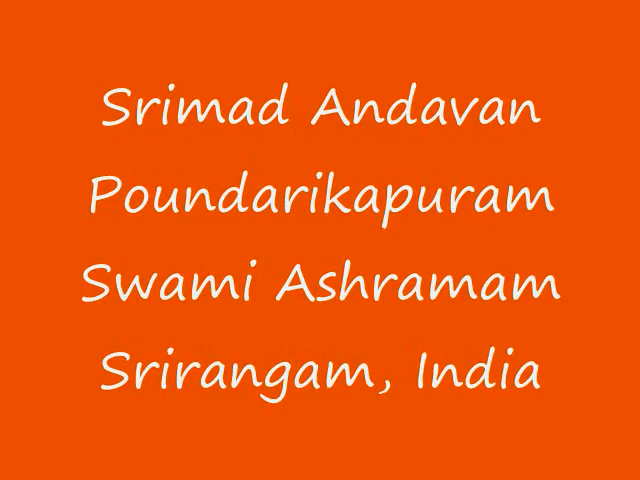 Srimad Andavan
Poundarikapuram
Swami Ashramam
Srirangam, India